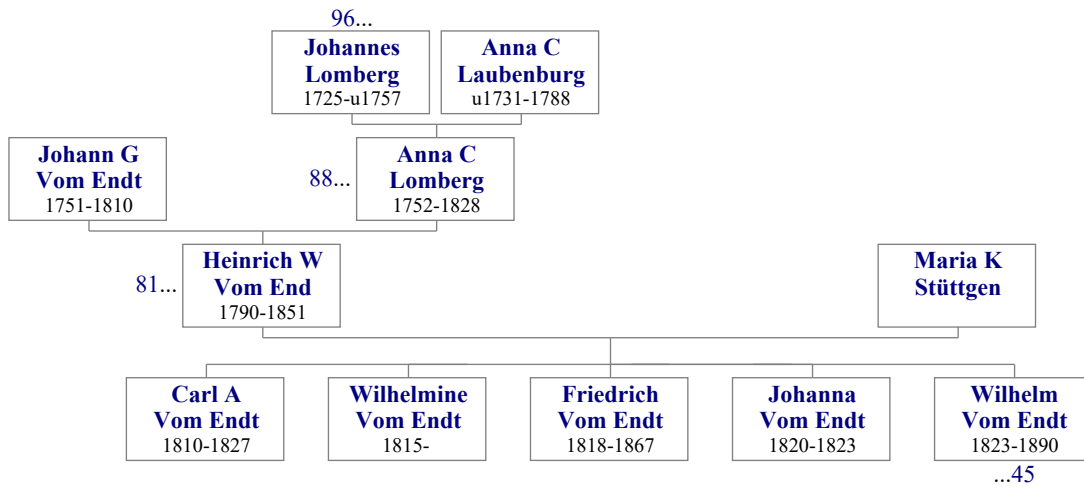 96...
Johannes
Lomberg
1725-u1757
Anna C
Laubenburg
u1731-1788
Johann G
Vom Endt
1751-1810
88...
Anna C
Lomberg
1752-1828
81...
Heinrich W
Vom End
1790-1851
Maria K
Stüttgen
Carl A
Vom Endt
1810-1827
Wilhelmine
Vom Endt
1815-
Friedrich
Vom Endt
1818-1867
Johanna
Vom Endt
1820-1823
Wilhelm
Vom Endt
1823-1890
...45